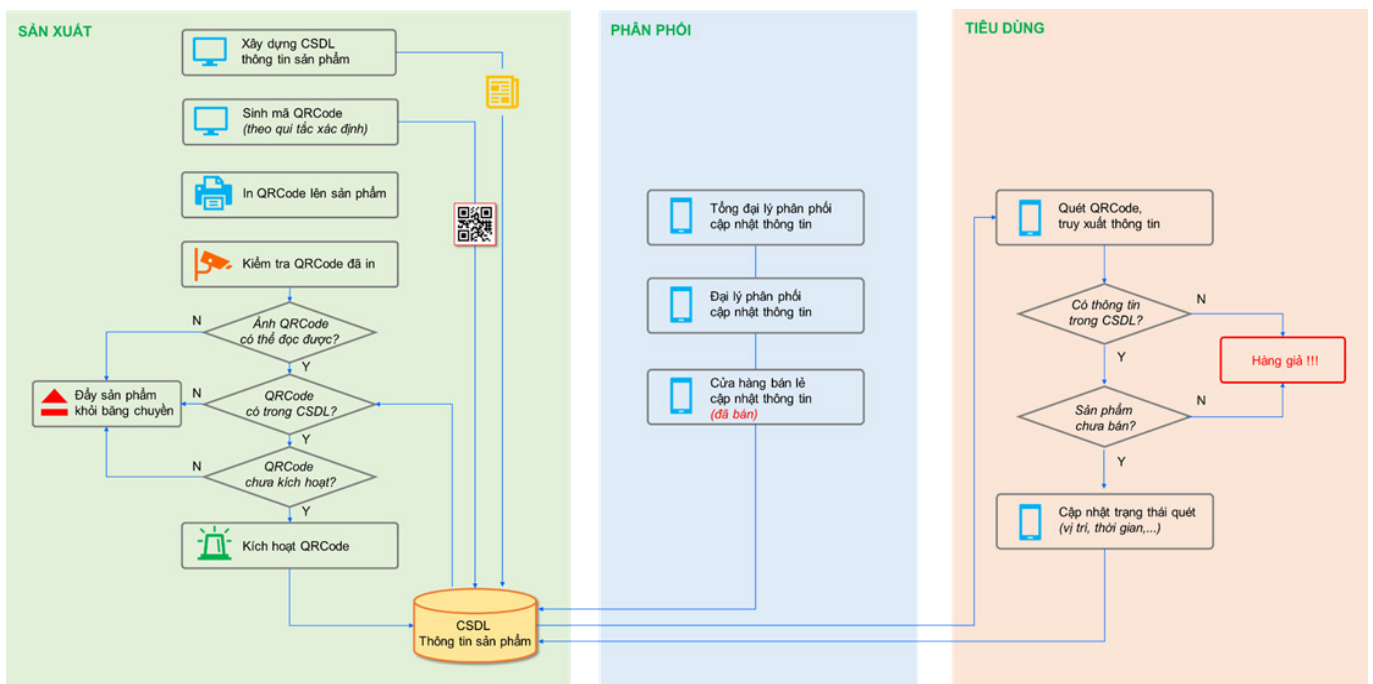 SẢN XUẤT
Xây dựng CSDL
thông tin sản phẩm
Sinh mã QRCode
(theo qui tắc xác định)
In QRCode lên sản phẩm
Kiểm tra QRCode đã in
Ảnh QRCode
có thể đọc được?
N
Y
Đẩy sản phẩm
khỏi băng chuyền
N
QRCode
có trong CSDL?
Y
N
QRCode
chưa kích hoạt?
Y
Kích hoạt QRCode
CSDL
Thông tin sản phẩm
PHÂN PHỐI
Tổng đại lý phân phối
cập nhật thông tin
Đại lý phân phối
cập nhật thông tin
Cửa hàng bán lẻ
cập nhật thông tin
(đã bán)
TIÊU DÙNG
Quét QRCode,
truy xuất thông tin
Có thông tin
trong CSDL?
N
Y
Hàng giả !!!
Sản phẩm
chưa bán?
N
Y
Cập nhật trạng thái quét
(vị trí, thời gian,...)